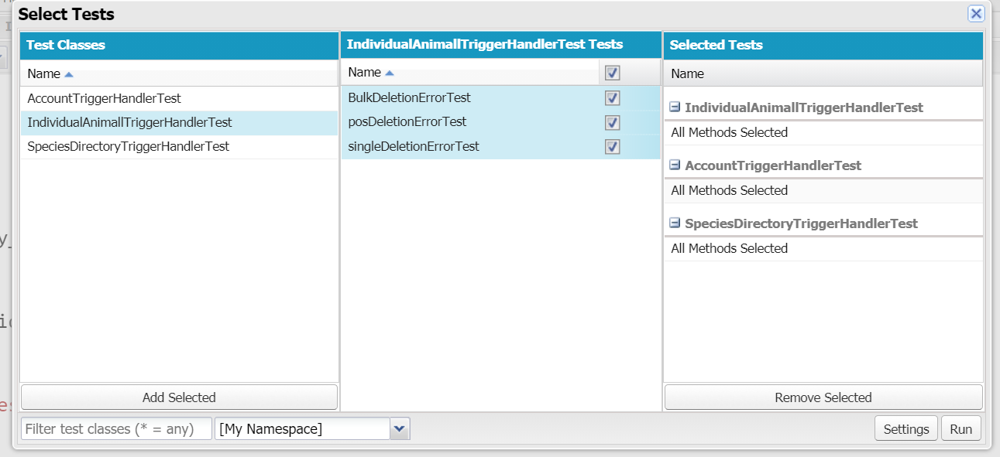 Select Tests
Test Classes
Name
AccountTriggerHandlerTest
IndividualAnimallTriggerHandlerTest
SpeciesDirectoryTriggerHandlerTest
Add Selected
IndividualAnimallTriggerHandlerTest Tests
Name
BulkDeletionErrorTest
posDeletionErrorTest
singleDeletionErrorTest
Selected Tests
Name
IndividualAnimallTriggerHandlerTest
All Methods Selected
AccountTriggerHandlerTest
All Methods Selected
SpeciesDirectoryTriggerHandlerTest
All Methods Selected
Remove Selected
Filter test classes (* = any)
[My Namespace]
Settings
Run